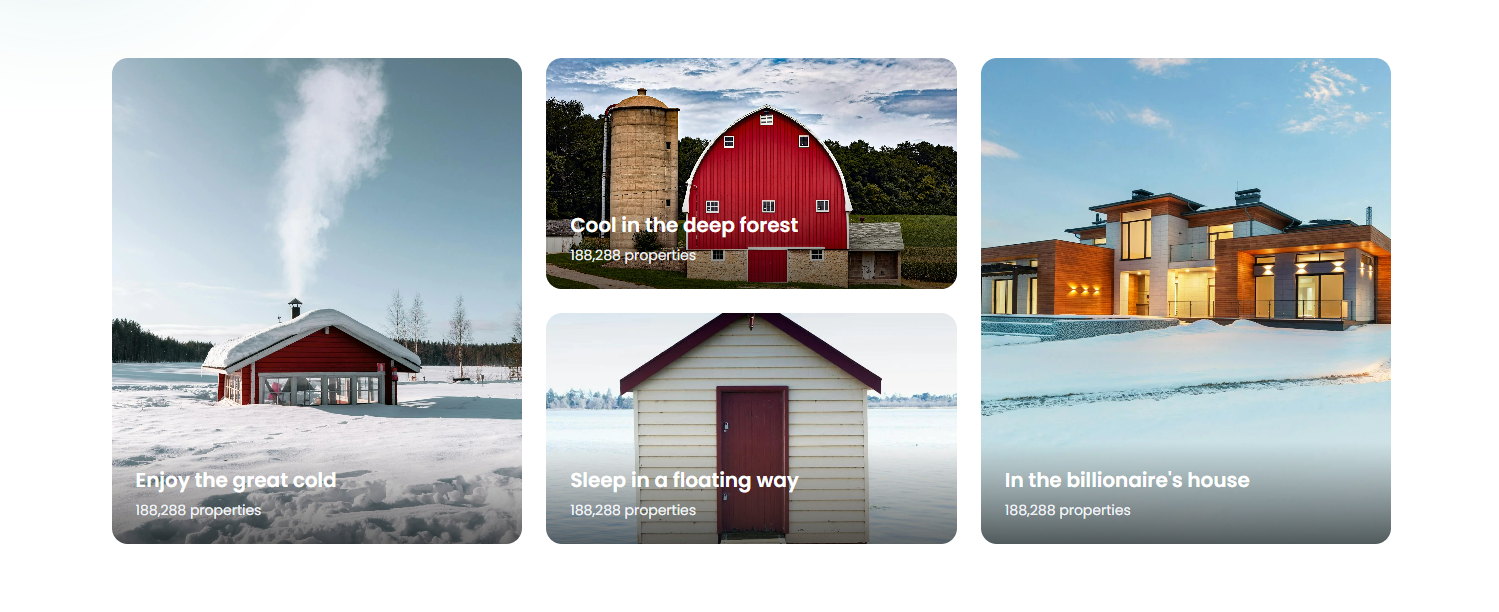 Enjoy the great cold
188,288 properties
Cool in the deep forest
188,288 properties
Sleep in a floating way
188,288 properties
In the billionaire's house
188,288 properties